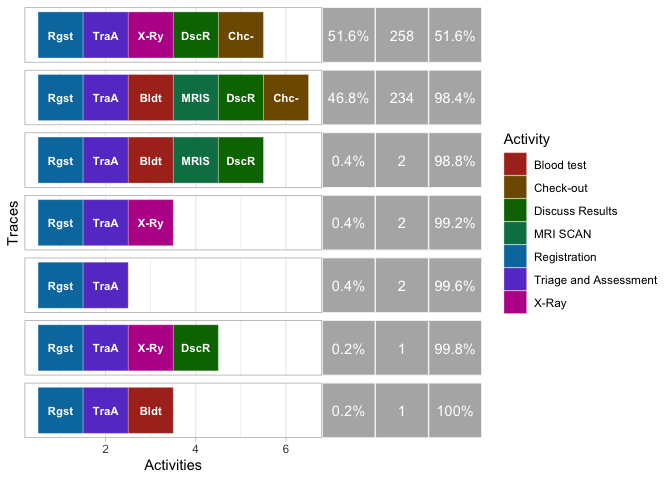 Rgst TraA X-Ry DscR Chc- 51.6% 258 51.6%
Rgst TraA Bldt MRIS DscR Chc- 46.8% 234 98.4%
Rgst TraA Bldt MRIS DscR 0.4% 2 98.8%
Rgst TraA X-Ry 0.4% 2 99.2%
Rgst TraA 0.4% 2 99.6%
Rgst TraA X-Ry DscR 0.2% 1 99.8%
Rgst TraA Bldt 0.2% 1 100%
2 4 6
Activities
Traces
Activity
Blood test
Check-out
Discuss Results
MRI SCAN
Registration
Triage and Assessment
X-Ray